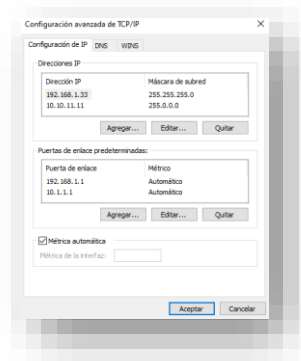 Configuración avanzada de TCP/IP
Configuración de IP DNS WINS
Direcciones IP
Dirección IP Máscara de subred
192.168.1.33 255.255.255.0
10.10.11.11 255.0.0.0
Agregar... Editar... Quitar
Puertas de enlace predeterminadas:
Puerta de enlace Métrico
192.168.1.1 Automático
10.1.1.1 Automático
Agregar... Editar... Quitar
Métrica automática
Métrica de la interfaz:
Aceptar Cancelar